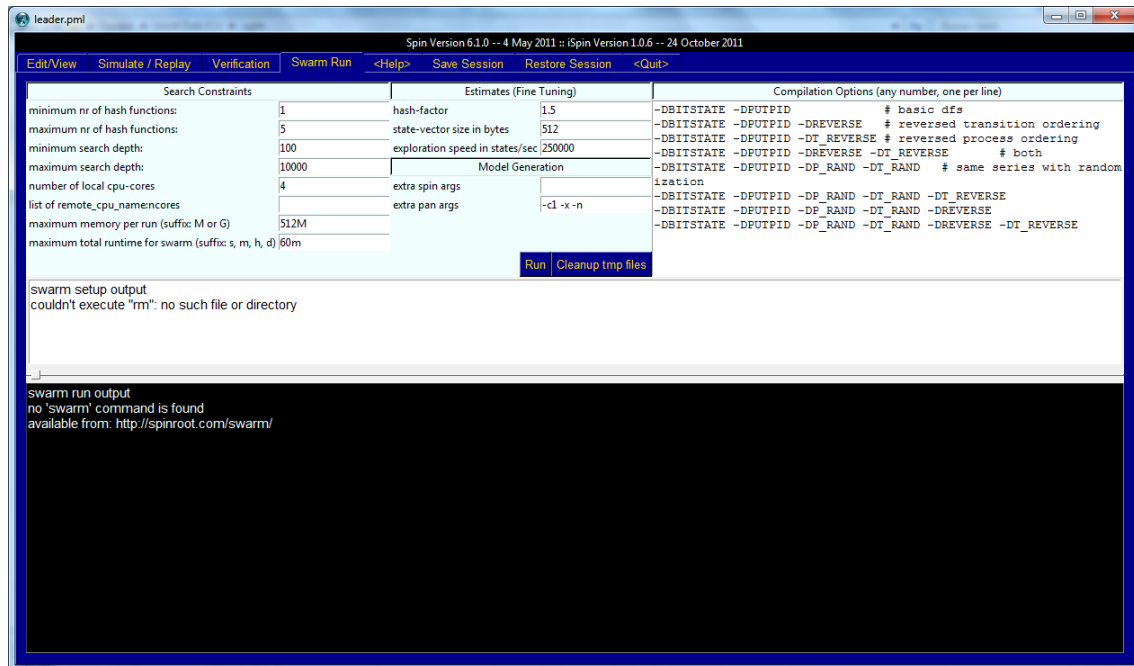 leader.pml
Spin Version 6.1.0 -- 4 May 2011 :: iSpin Version 1.0.6 -- 24 October 2011
Edit/View Simulate / Replay Verification Swarm Run <Help> Save Session Restore Session <Quit>
Search Constraints
minimum nr of hash functions: 1
maximum nr of hash functions: 5
minimum search depth: 100
maximum search depth: 10000
number of local cpu-cores 4
list of remote_cpu_name:ncores
maximum memory per run (suffix: M or G) 512M
maximum total runtime for swarm (suffix: s, m, h, d) 60m
Estimates (Fine Tuning)
hash-factor 1.5
state-vector size in bytes 512
exploration speed in states/sec 250000
Model Generation
extra spin args
extra pan args -c1 -x -n
Run Cleanup tmp files
Compilation Options (any number, one per line)
-DBITSTATE -DPUTPID # basic dfs
-DBITSTATE -DPUTPID -DREVERSE # reversed transition ordering
-DBITSTATE -DPUTPID -DT_REVERSE # reversed process ordering
-DBITSTATE -DPUTPID -DREVERSE -DT_REVERSE # both
-DBITSTATE -DPUTPID -DP_RAND -DT_RAND # same series with random
ization
-DBITSTATE -DPUTPID -DP_RAND -DT_RAND -DT_REVERSE
-DBITSTATE -DPUTPID -DP_RAND -DT_RAND -DREVERSE
-DBITSTATE -DPUTPID -DP_RAND -DT_RAND -DREVERSE -DT_REVERSE
swarm setup output
couldn't execute "rm": no such file or directory
swarm run output
no 'swarm' command is found
available from: http://spinroot.com/swarm/